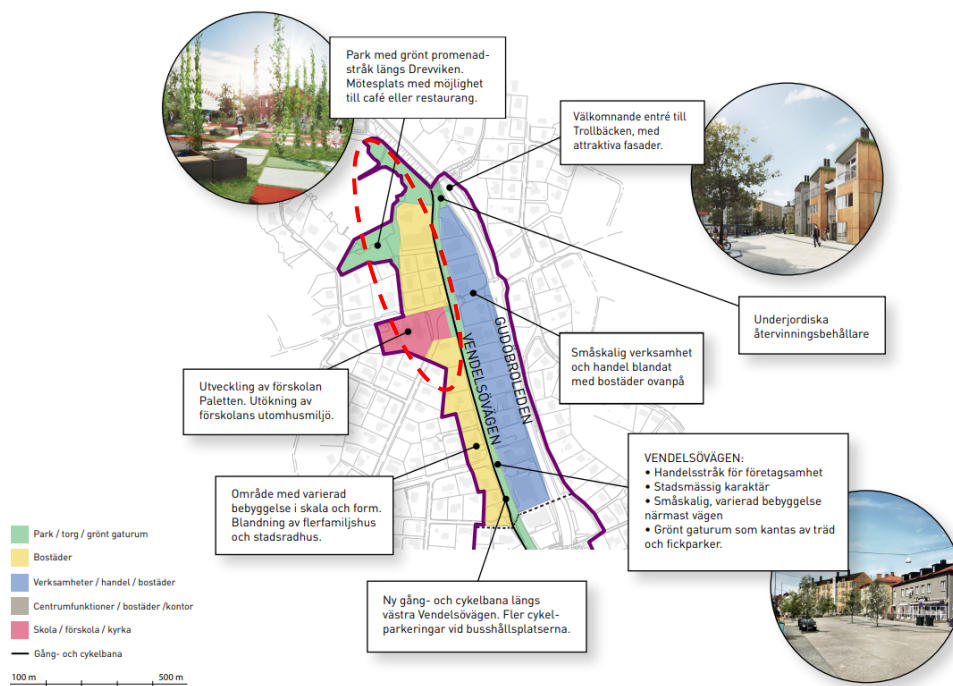 Park med grönt promenad-
stråk längs Drevviken.
Mötesplats med möjlighet
till café eller restaurang.
Välkomnande entré till
Trollbäcken, med
attraktiva fasader.
Underjordiska
återvinningsbehållare
GUDÖBROLEDEN
VENDELSÖVÄGEN
Småskalig verksamhet
och handel blandat
med bostäder ovanpå
Utveckling av förskolan
Paletten. Utökning av
förskolans utomhusmiljö.
VENDELSÖVÄGEN:
• Handelsstråk för företagsamhet
• Stadsmässig karaktär
• Småskalig, varierad bebyggelse
närmast vägen
• Grönt gaturum som kantas av träd
och fickparker.
Område med varierad
bebyggelse i skala och form.
Blandning av flerfamiljshus
och stadsradhus.
Ny gång- och cykelbana längs
västra Vendelsövägen. Fler cykel-
parkeringar vid busshållsplatserna.
Park / torg / grönt gaturum
Bostäder
Verksamheter / handel / bostäder
Centrumfunktioner / bostäder /kontor
Skola / förskola / kyrka
Gång- och cykelbana
100 m 500 m